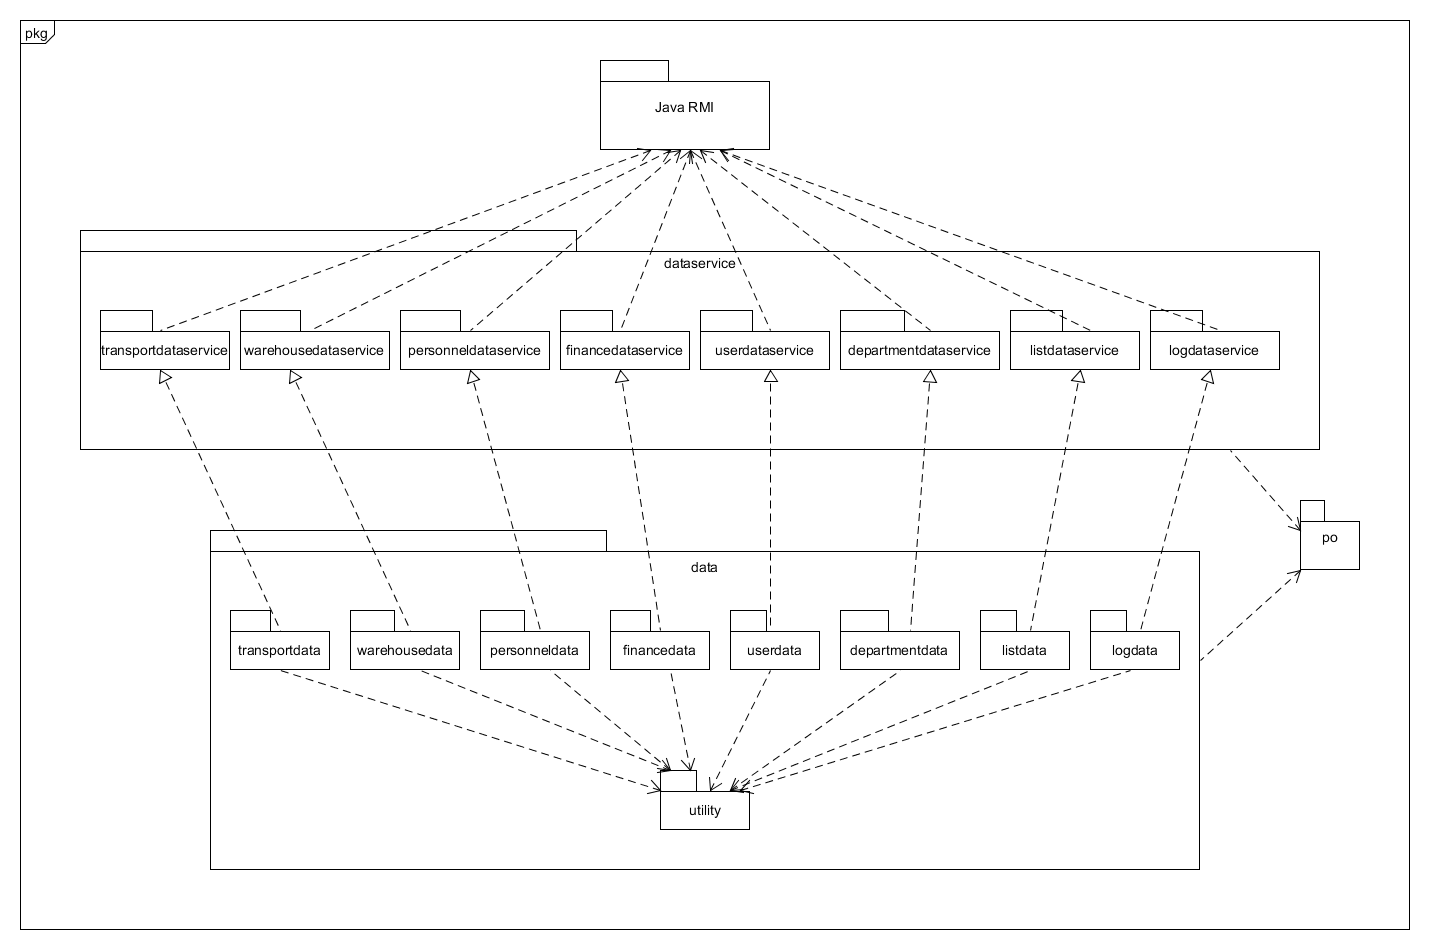 pkg
Java RMI
dataservice
transportdataservice
warehousedataservice
personneldataservice
financedataservice
userdataservice
departmentdataservice
listdataservice
logdataservice
po
data
transportdata
warehousedata
personneldata
financedata
userdata
departmentdata
listdata
logdata
utility